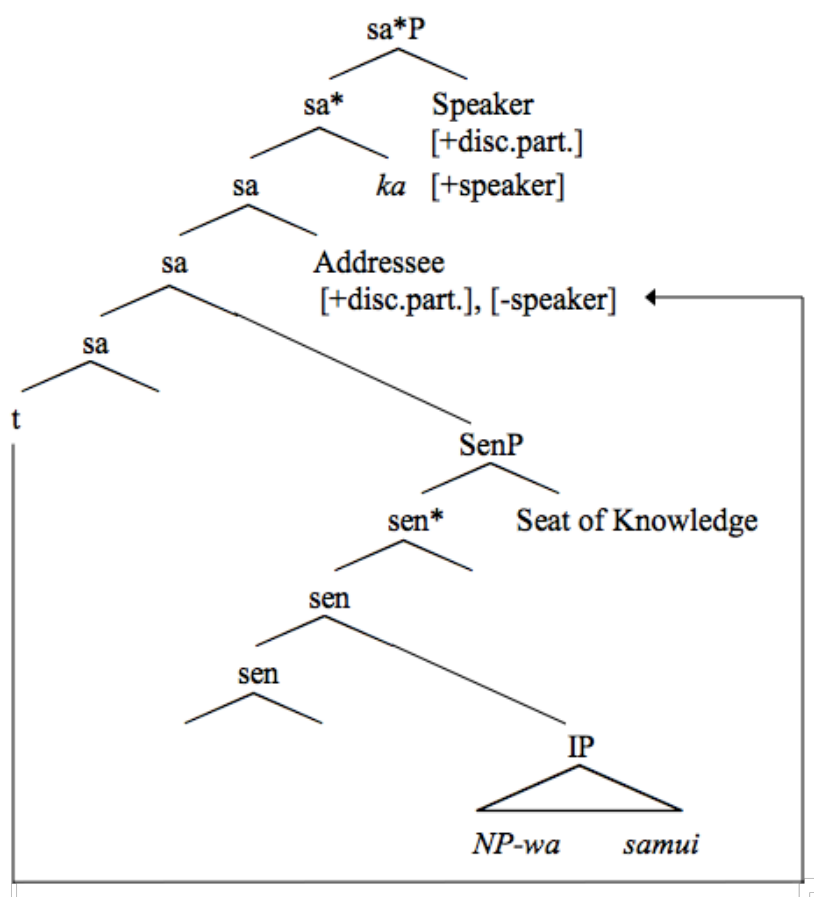 sa*P
sa* Speaker
[+disc.part.]
sa ka [+speaker]
sa Addressee
[+disc.part.], [-speaker]
sa
t
SenP
sen* Seat of Knowledge
sen
sen
IP
NP-wa samui